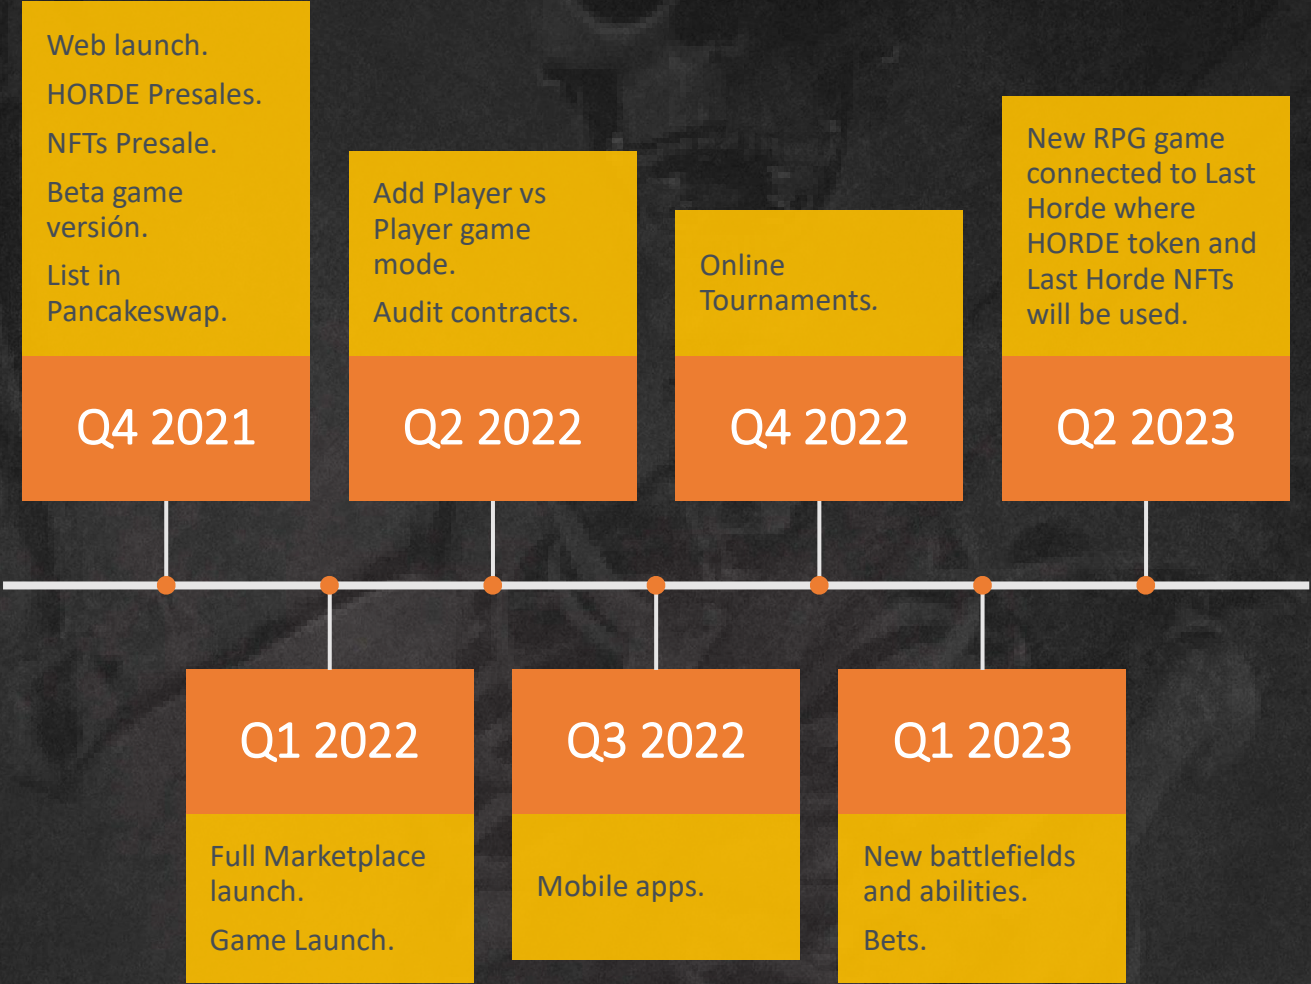 Web launch.
HORDE Presales.
NFTs Presale.
Beta game
versión.
List in
Pancakeswap.
Q4 2021
Q1 2022
Full Marketplace
launch.
Game Launch.
Add Player vs
Player game
mode.
Audit contracts.
Q2 2022
Q3 2022
Mobile apps.
Online
Tournaments.
Q4 2022
Q1 2023
New battlefields
and abilities.
Bets.
New RPG game
connected to Last
Horde where
HORDE token and
Last Horde NFTs
will be used.
Q2 2023